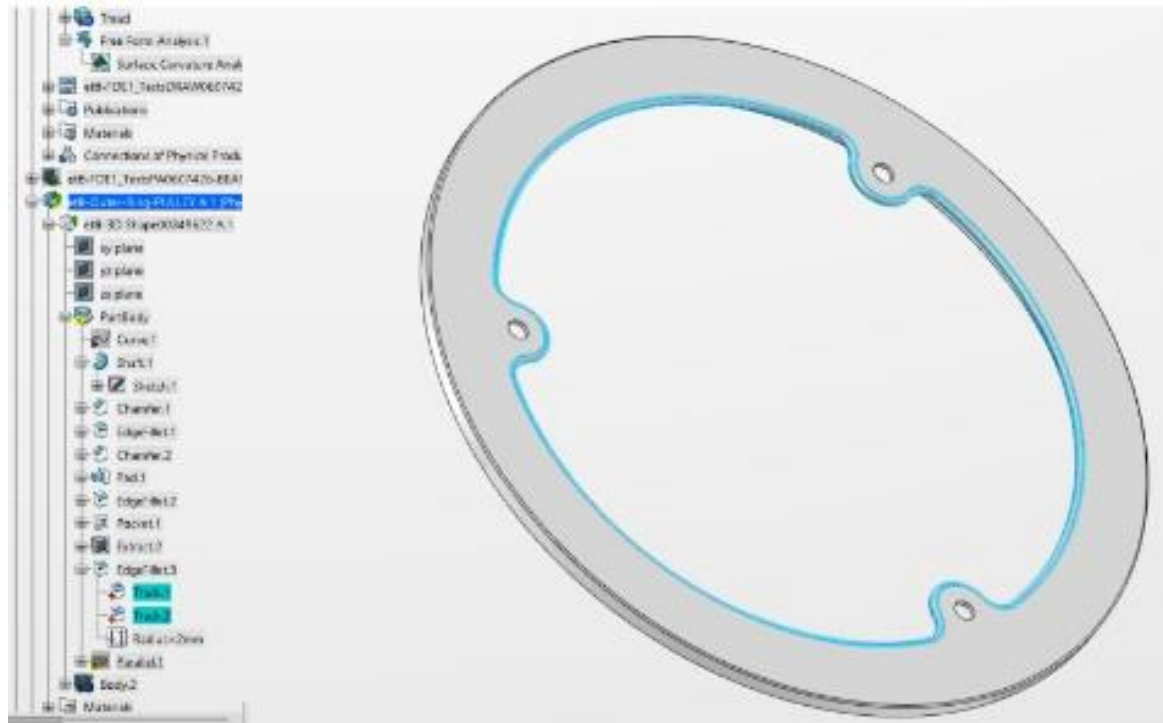 Tread
Free Form Analysis.1
Surface Curvature Anal
Publications
Materials
Connections of Physical Produ
xy plane
yz plane
zx plane
PartBody
Curve.1
Shaft.1
Sketch.1
Chamfer.1
EdgeFillet.1
Chamfer.2
Pad.1
EdgeFillet.2
Pocket.1
Extract.2
EdgeFillet.3
Track.1
Track.2
Radius=2mm
Parallel.1
Body.2
Materials